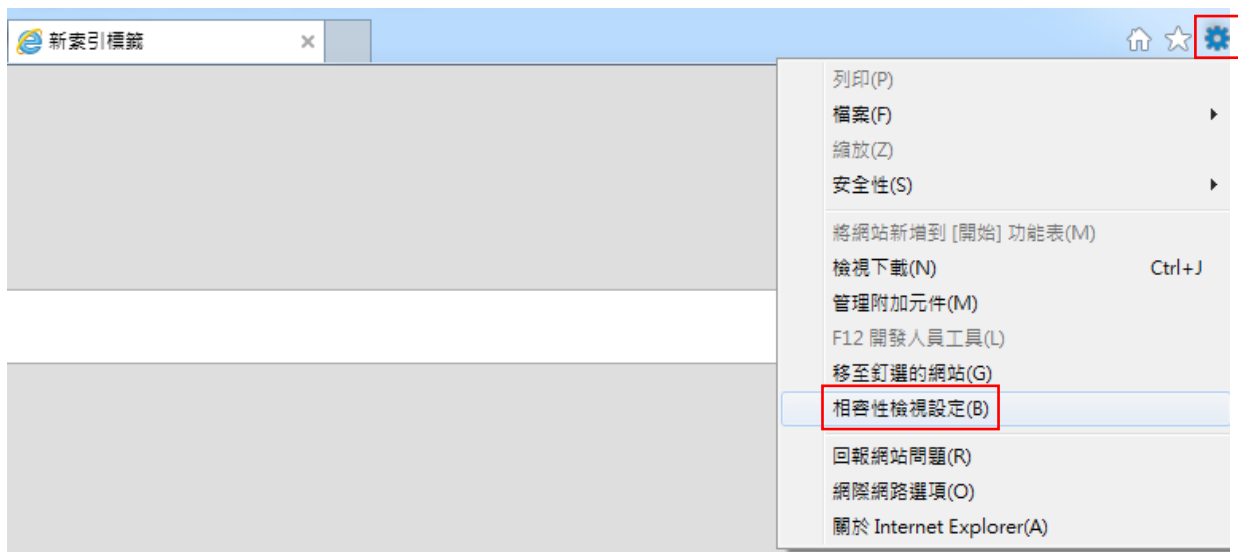 新索引標籤
列印(P)
檔案(F)
縮放(Z)
安全性(S)
將網站新增到 [開始] 功能表(M)
檢視下載(N) Ctrl+J
管理附加元件(M)
F12 開發人員工具(L)
移至釘選的網站(G)
相容性檢視設定(B)
回報網站問題(R)
網際網路選項(O)
關於 Internet Explorer(A)